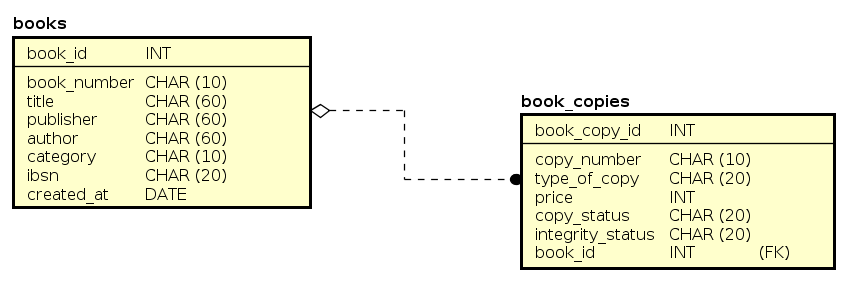 books
book_id INT
book_number CHAR (10)
title CHAR (60)
publisher CHAR (60)
author CHAR (60)
category CHAR (10)
ibsn CHAR (20)
created_at DATE
book_copies
book_copy_id INT
copy_number CHAR (10)
type_of_copy CHAR (20)
price INT
copy_status CHAR (20)
integrity_status CHAR (20)
book_id INT (FK)